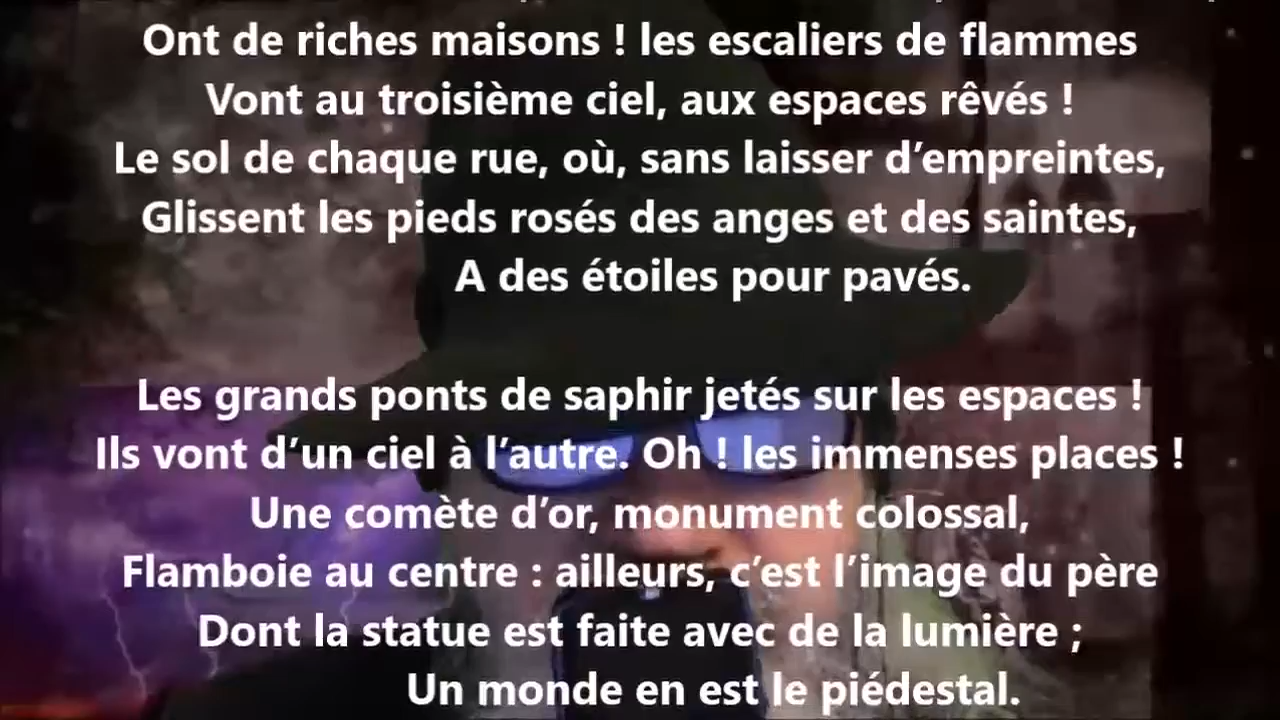 Ont de riches maisons ! les escaliers de flammes
Vont au troisième ciel, aux espaces rêvés !
Le sol de chaque rue, où, sans laisser d’empreintes,
Glissent les pieds rosés des anges et des saintes,
A des étoiles pour pavés.
Les grands ponts de saphir jetés sur les espaces !
Ils vont d’un ciel à l’autre. Oh ! les immenses places !
Une comète d’or, monument colossal,
Flamboie au centre : ailleurs, c’est l’image du père
Dont la statue est faite avec de la lumière ;
Un monde en est le piédestal.